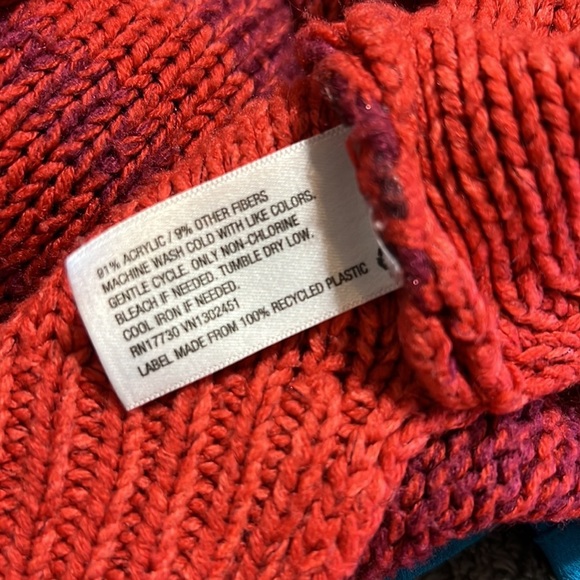 91% ACRYLIC / 9% OTHER FIBERS
MACHINE WASH COLD WITH LIKE COLORS,
GENTLE CYCLE. ONLY NON-CHLORINE
BLEACH IF NEEDED. TUMBLE DRY LOW.
COOL IRON IF NEEDED.
RN17730 VN1302451
LABEL MADE FROM 100% RECYCLED PLASTIC